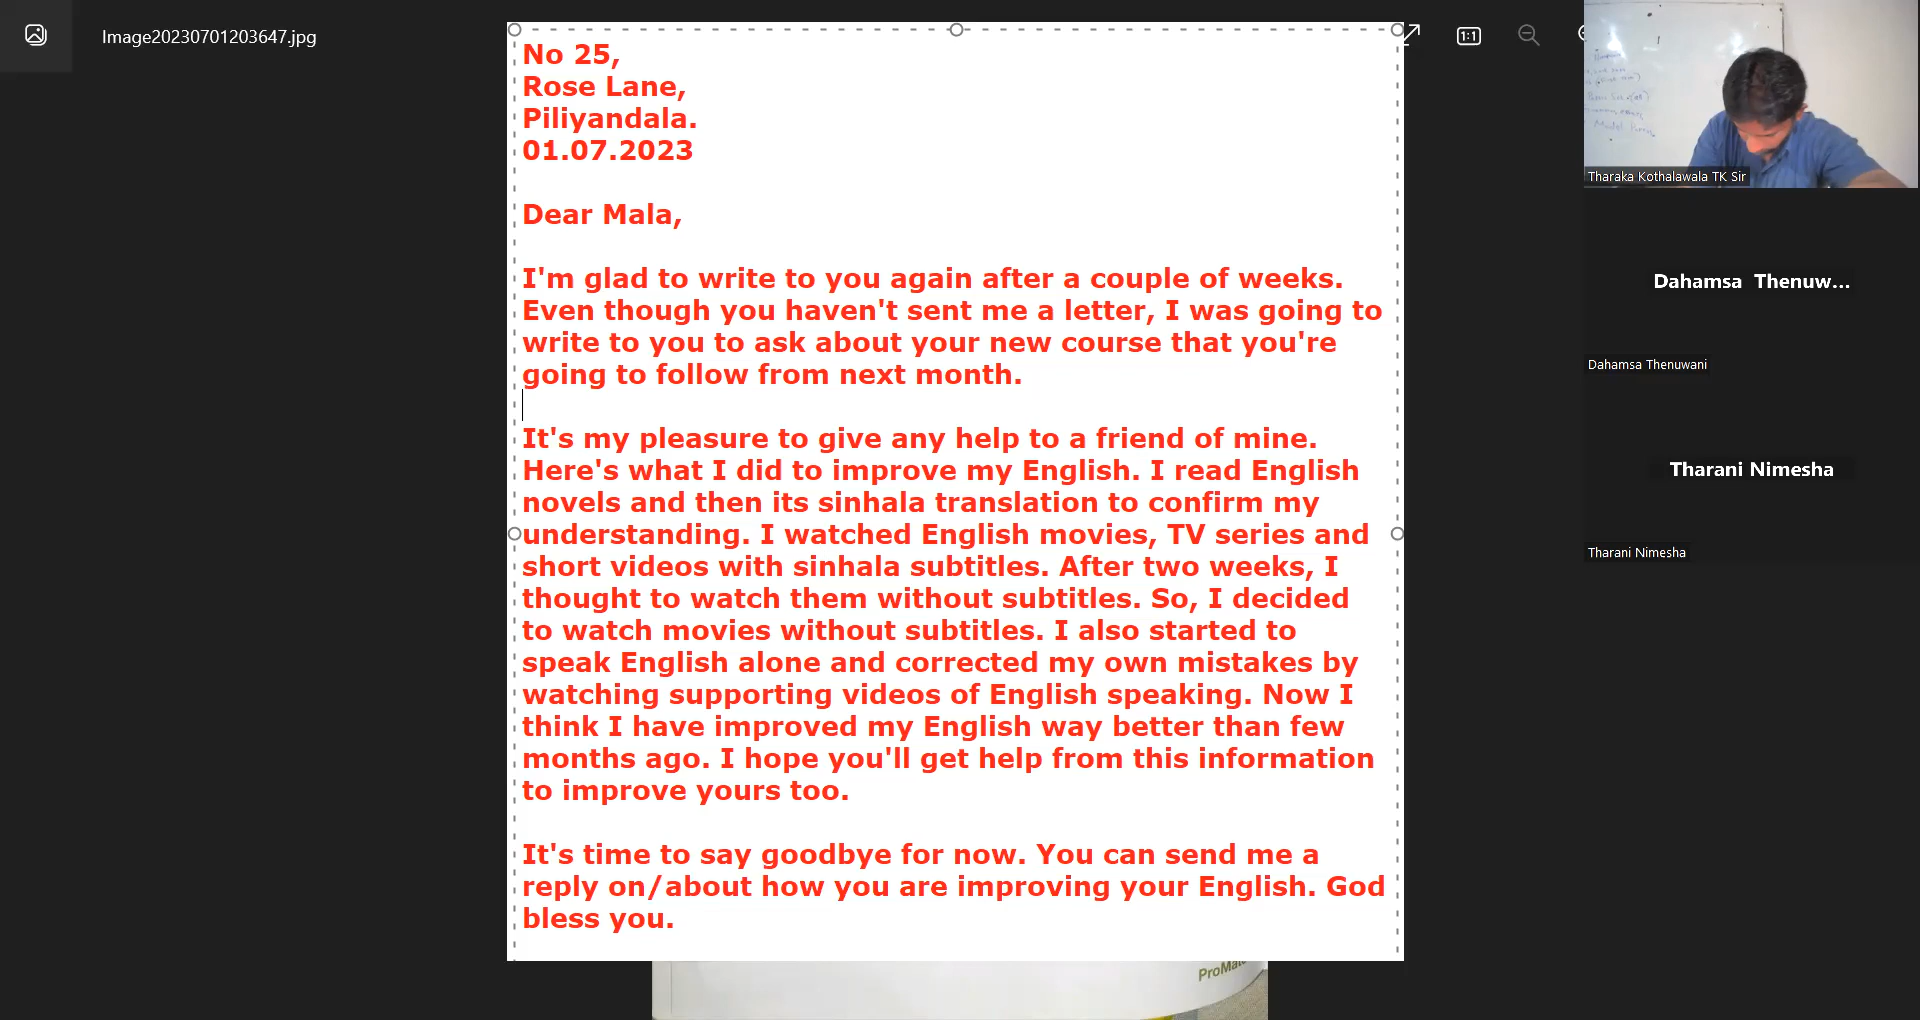 Image20230701203647.jpg
No 25,
Rose Lane,
Piliyandala.
01.07.2023
Dear Mala,
I'm glad to write to you again after a couple of weeks.
Even though you haven't sent me a letter, I was going to
write to you to ask about your new course that you're
going to follow from next month.
It's my pleasure to give any help to a friend of mine.
Here's what I did to improve my English. I read English
novels and then its sinhala translation to confirm my
understanding. I watched English movies, TV series and
short videos with sinhala subtitles. After two weeks, I
thought to watch them without subtitles. So, I decided
to watch movies without subtitles. I also started to
speak English alone and corrected my own mistakes by
watching supporting videos of English speaking. Now I
think I have improved my English way better than few
months ago. I hope you'll get help from this information
to improve yours too.
It's time to say goodbye for now. You can send me a
reply on/about how you are improving your English. God
bless you.
1:1
Tharaka Kothalawala TK Sir
Dahamsa Thenuw...
Dahamsa Thenuwani
Tharani Nimesha
Tharani Nimesha